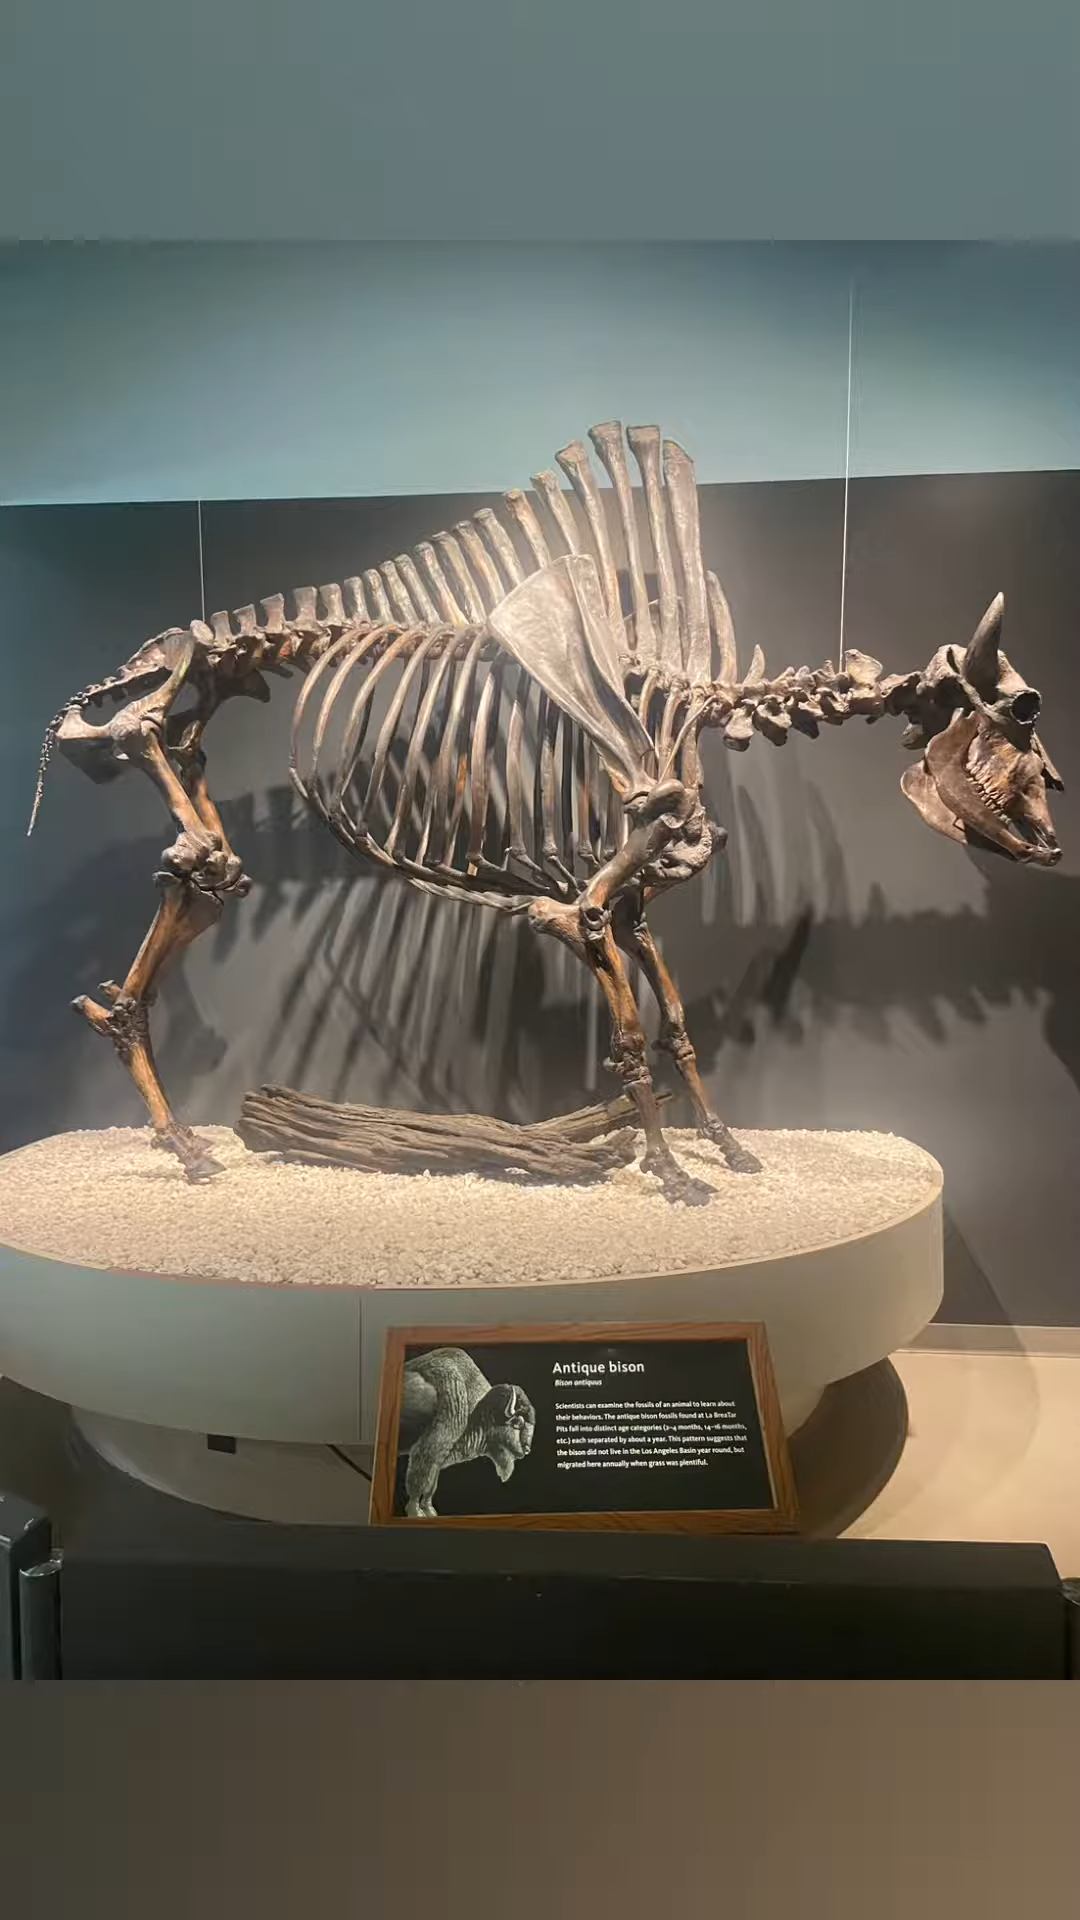 Antique bison
Bison antiquus
Scientists can examine the fossils of an animal to learn about
their behaviors. The antique bison fossils found at La BreaTar
Pits fall into distinct age categories (2–4 months, 14–16 months,
etc.) each separated by about a year. This pattern suggests that
the bison did not live in the Los Angeles Basin year round, but
migrated here annually when grass was plentiful.